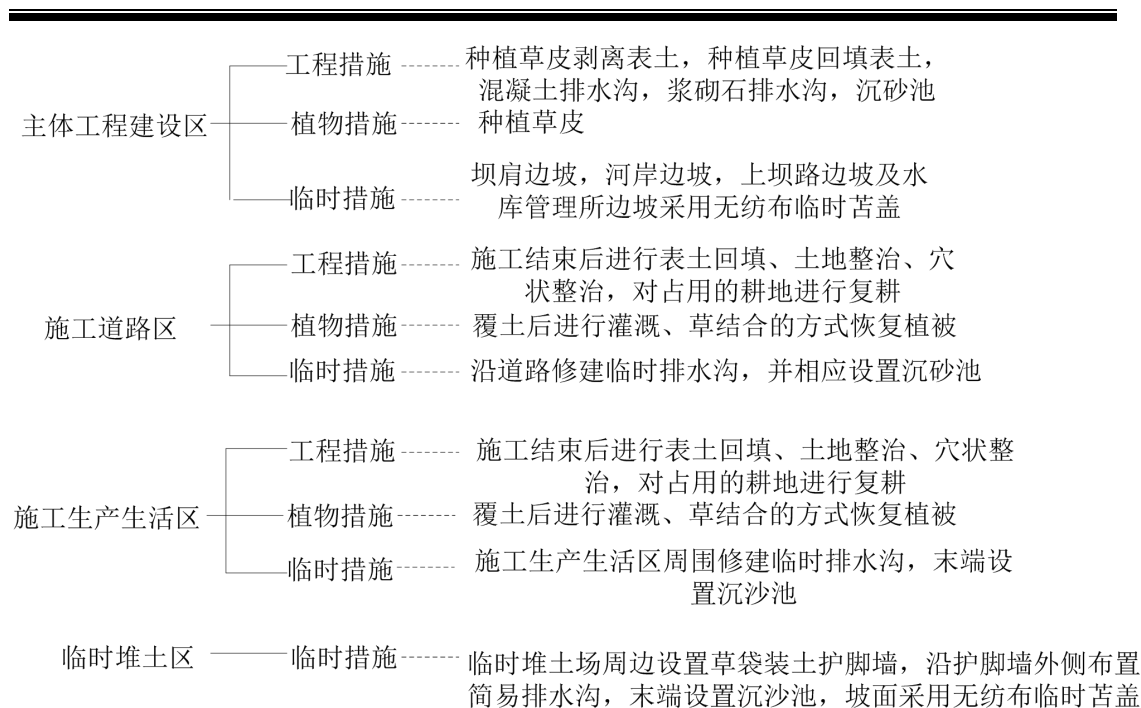 工程措施
种植草皮剥离表土，种植草皮回填表土，
混凝土排水沟，浆砌石排水沟，沉砂池
主体工程建设区
植物措施
种植草皮
临时措施
坝肩边坡，河岸边坡，上坝路边坡及水
库管理所边坡采用无纺布临时苫盖
工程措施
施工结束后进行表土回填、土地整治、穴
状整治，对占用的耕地进行复耕
施工道路区
植物措施
覆土后进行灌溉、草结合的方式恢复植被
临时措施
沿道路修建临时排水沟，并相应设置沉砂池
工程措施
施工结束后进行表土回填、土地整治、穴状整
治，对占用的耕地进行复耕
施工生产生活区
植物措施
覆土后进行灌溉、草结合的方式恢复植被
临时措施
施工生产生活区周围修建临时排水沟，末端设
置沉沙池
临时堆土区
临时措施
临时堆土场周边设置草袋装土护脚墙，沿护脚墙外侧布置
简易排水沟，末端设置沉沙池，坡面采用无纺布临时苫盖